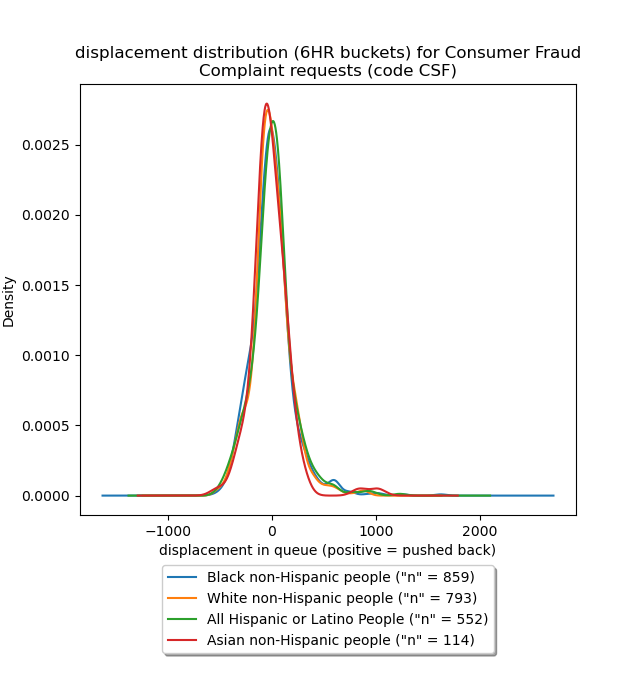 displacement distribution (6HR buckets) for Consumer Fraud
Complaint requests (code CSF)
Density
0.0025
0.0020
0.0015
0.0010
0.0005
0.0000
−1000 0 1000 2000
displacement in queue (positive = pushed back)
Black non-Hispanic people ("n" = 859)
White non-Hispanic people ("n" = 793)
All Hispanic or Latino People ("n" = 552)
Asian non-Hispanic people ("n" = 114)